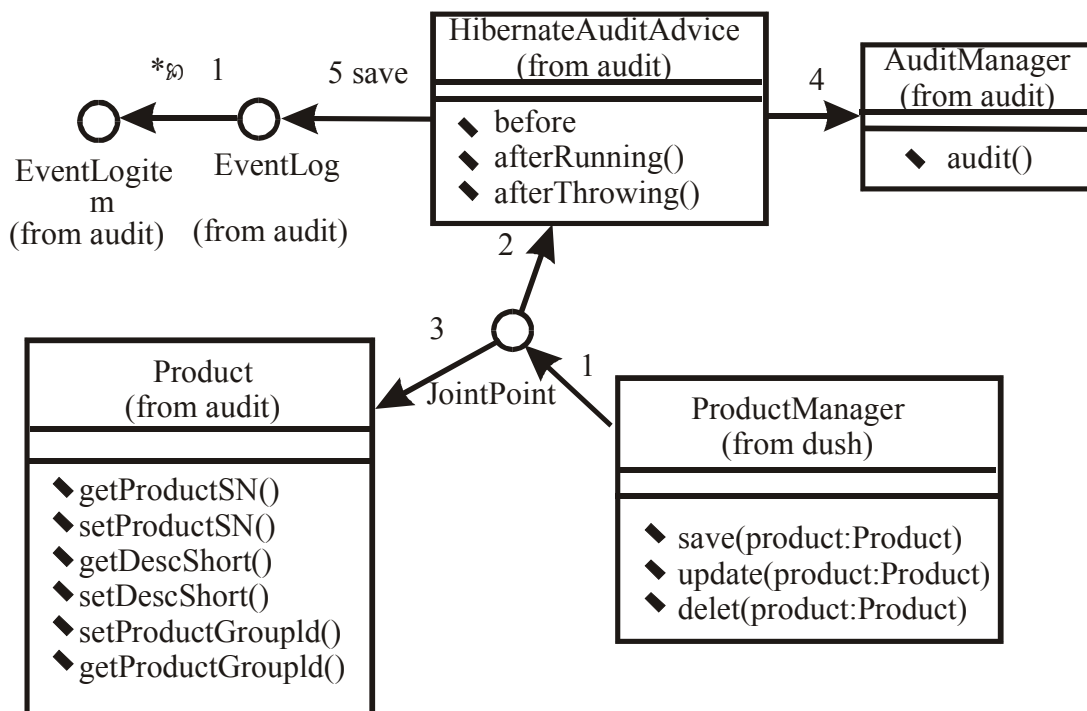 HibernateAuditAdvice
(from audit)
before
afterRunning()
afterThrowing()
AuditManager
(from audit)
audit()
4
5 save
* 1
EventLogite
m
(from audit)
EventLog
(from audit)
2
3
1
JointPoint
Product
(from audit)
getProductSN()
setProductSN()
getDescShort()
setDescShort()
setProductGroupld()
getProductGroupld()
ProductManager
(from dush)
save(product:Product)
update(product:Product)
delet(product:Product)